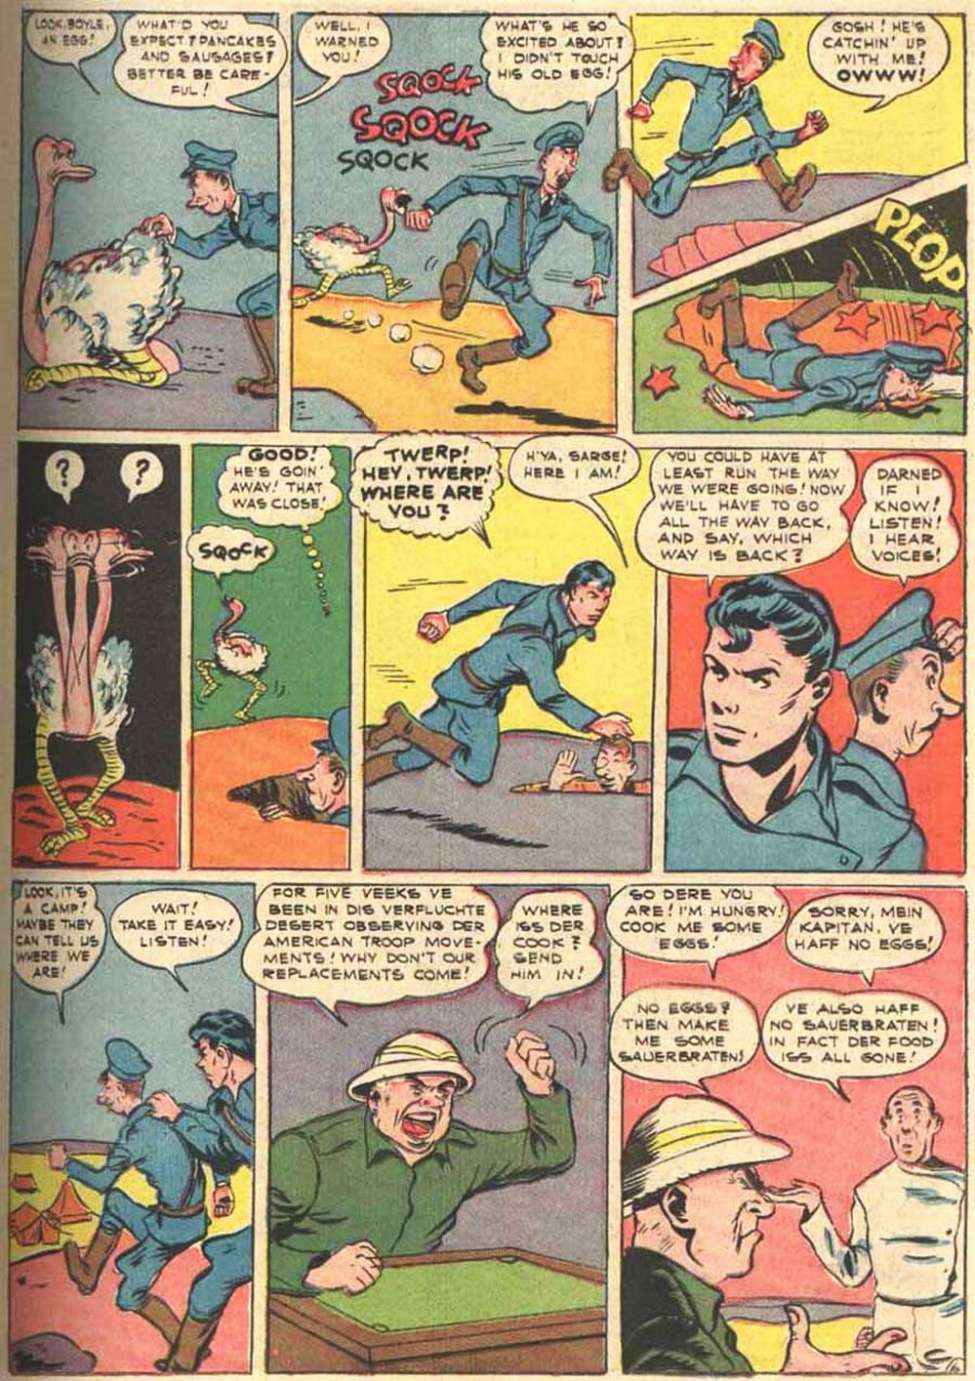 LOOK, BOYLE,
AN EGG!
WHAT'D YOU
EXPECT? PANCAKES
AND SAUSAGES?
BETTER BE CARE-
FUL!
WELL, I
WARNED
YOU!
SQOCK
SQOCK
SQOCK
WHAT'S HE SO
EXCITED ABOUT?
I DIDN'T TOUCH
HIS OLD EGG!
GOSH! HE'S
CATCHIN' UP
WITH ME!
OWWW!
PLOP
?
?
GOOD!
HE'S GOIN'
AWAY! THAT
WAS CLOSE!
SQOCK
TWERP!
HEY, TWERP!
WHERE ARE
YOU?
H'YA, SARGE!
HERE I AM!
YOU COULD HAVE AT
LEAST RUN THE WAY
WE WERE GOING! NOW
WE'LL HAVE TO GO
ALL THE WAY BACK,
AND SAY, WHICH
WAY IS BACK?
DARNED
IF I
KNOW!
LISTEN!
I HEAR
VOICES!
LOOK, IT'S
A CAMP!
MAYBE THEY
CAN TELL US
WHERE WE
ARE!
WAIT!
TAKE IT EASY!
LISTEN!
FOR FIVE VEEKS VE
BEEN IN DIS VERFLUCHTE
DESERT OBSERVING DER
AMERICAN TROOP MOVE-
MENTS! WHY DON'T OUR
REPLACEMENTS COME!
WHERE
ISS DER
COOK?
SEND
HIM IN!
SO DERE YOU
ARE! I'M HUNGRY!
COOK ME SOME
EGGS!
SORRY, MEIN
KAPITAN, VE
HAFF NO EGGS!
NO EGGS?
THEN MAKE
ME SOME
SAUERBRATEN!
VE ALSO HAFF
NO SAUERBRATEN!
IN FACT DER FOOD
ISS ALL GONE!